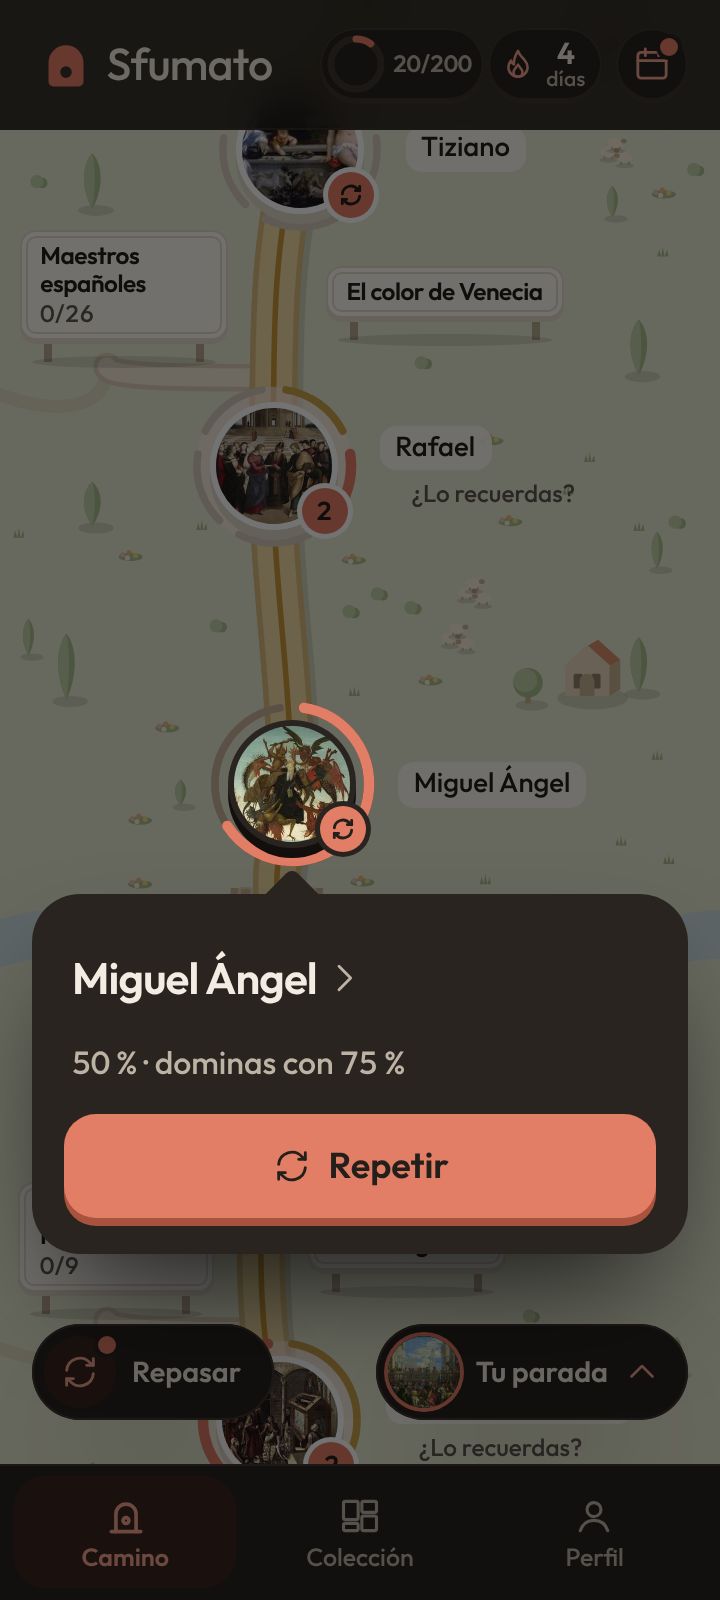 Sfumato
20/200
4
días
Tiziano
Maestros
españoles
0/26
El color de Venecia
Rafael
¿Lo recuerdas?
2
Miguel Ángel
Miguel Ángel
50 % · dominas con 75 %
Repetir
0/9
Repasar
Tu parada
¿Lo recuerdas?
Camino
Colección
Perfil